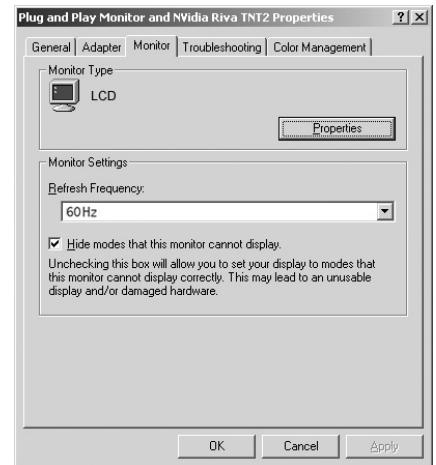 Plug and Play Monitor and NVidia Riva TNT2 Properties
General Adapter Monitor Troubleshooting Color Management
Monitor Type
LCD
Properties
Monitor Settings
Refresh Frequency:
60Hz
Hide modes that this monitor cannot display.
Unchecking this box will allow you to set your display to modes that
this monitor cannot display correctly. This may lead to an unusable
display and/or damaged hardware.
OK Cancel Apply